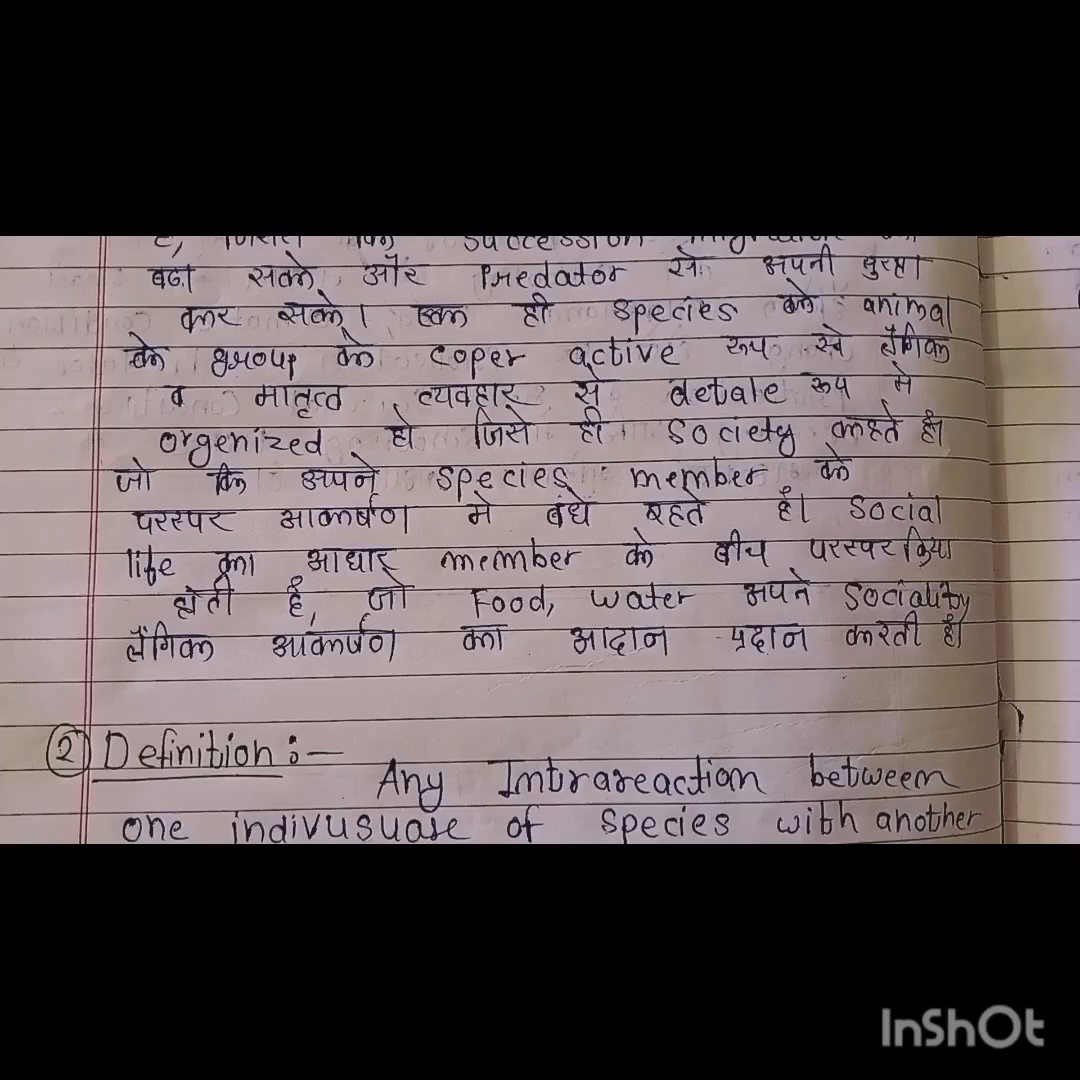 succession
बढा सके और Predator से अपनी सुरक्षा
कर सके। एक ही species के animal
के group के coper active रूप से लैंगिक
व मातृत्व व्यवहार से detale रूप में
orgenized हो जिसे ही society कहते है।
जो कि अपने species member के
परस्पर आकर्षण में बंधे रहते है। social
life का आधार member के बीच परस्पर क्रिया
होती है, जो Food, water अपने Sociality
लैंगिक आकर्षण का आदान प्रदान करती है।
② Definition :-
Any Intrareaction between
one indivusuase of species with another
InShOt